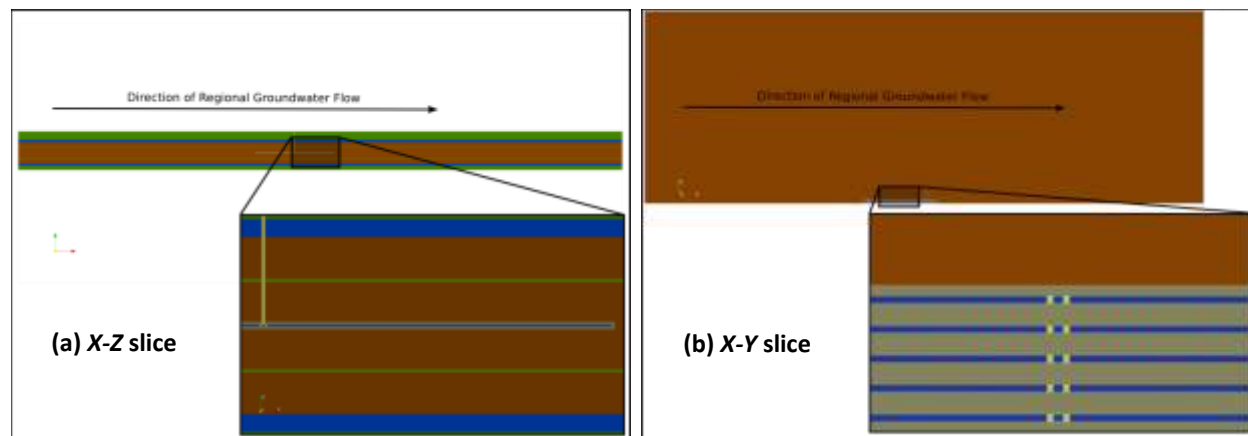 Direction of Regional Groundwater Flow
(a) X-Z slice
Direction of Regional Groundwater Flow
(b) X-Y slice